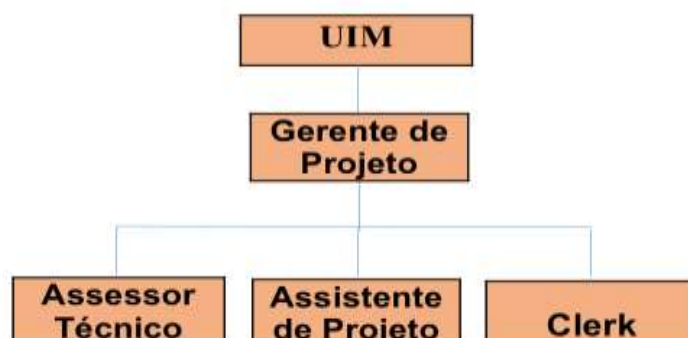 UIM
Gerente de
Projeto
Assessor
Técnico
Assistente
de Projeto
Clerk